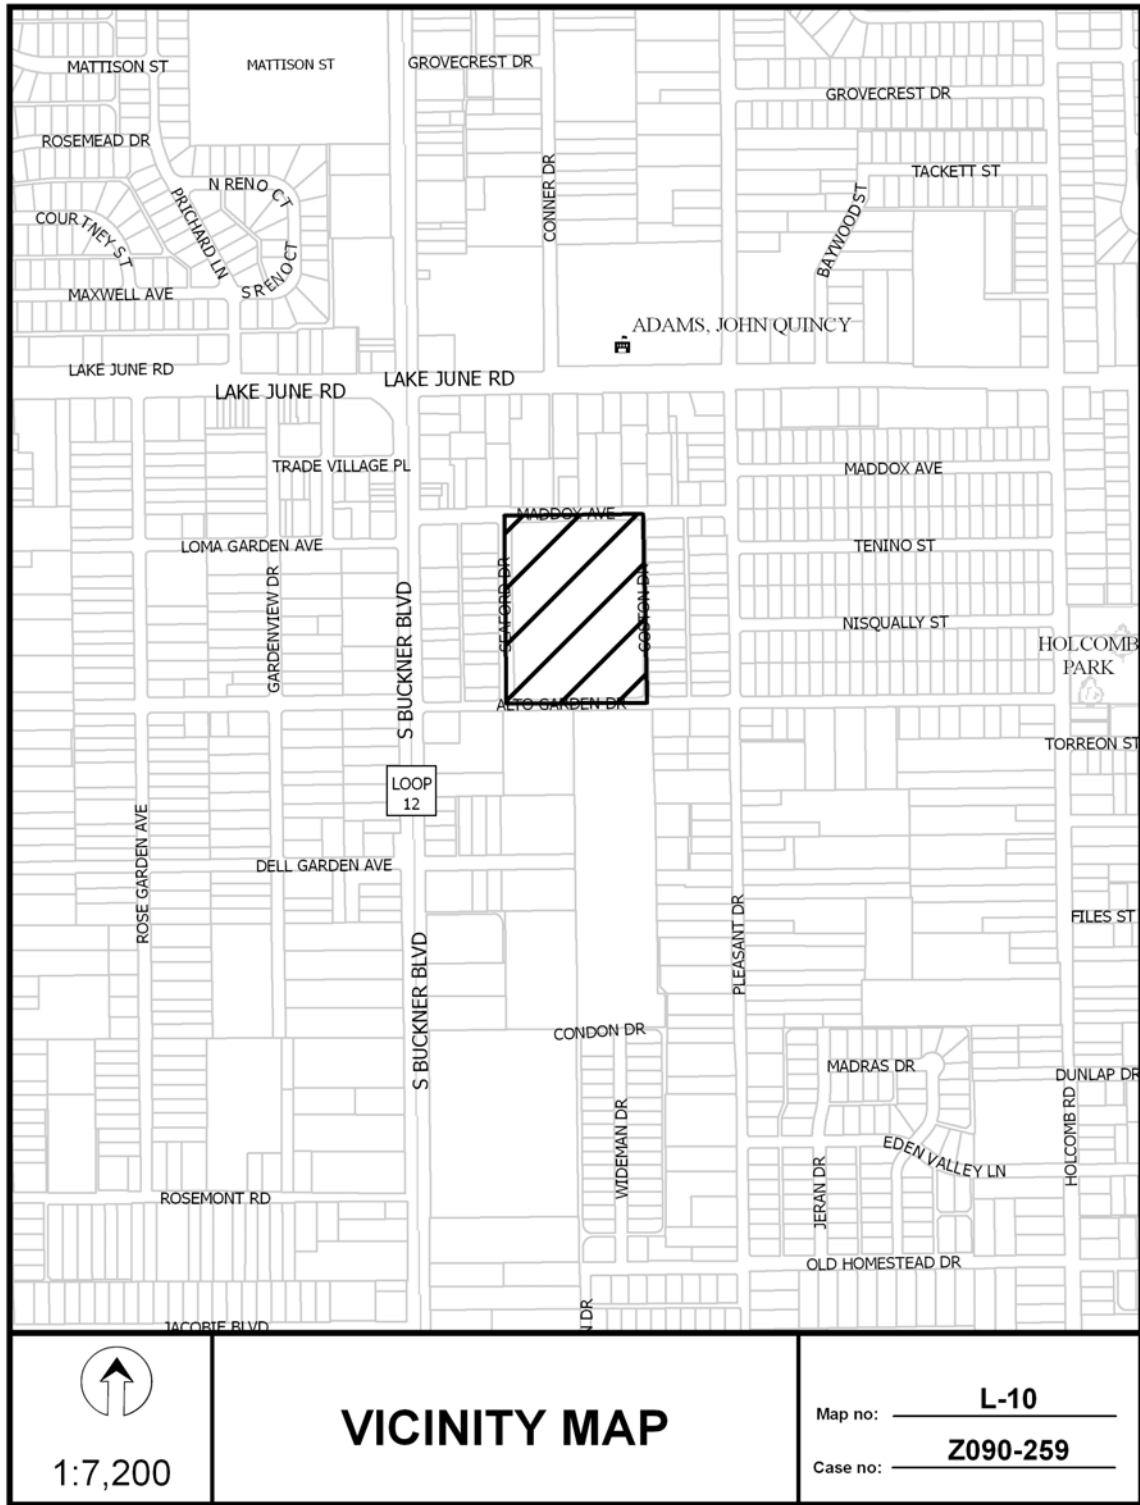 MATTISON ST
MATTISON ST
GROVECREST DR
GROVECREST DR
ROSEMEAD DR
CONNER DR
TACKETT ST
N RENO CT
PRICHARD LN
COURTNEY ST
BAYWOOD ST
S RENO CT
MAXWELL AVE
ADAMS, JOHN QUINCY
LAKE JUNE RD
LAKE JUNE RD
LAKE JUNE RD
TRADE VILLAGE PL
MADDOX AVE
MADDOX AVE
LOMA GARDEN AVE
TENINO ST
SEAFORD DR
COSTON DR
GARDENVIEW DR
S BUCKNER BLVD
NISQUALLY ST
HOLCOMB
PARK
ALTO GARDEN DR
TORREON ST
LOOP
12
ROSE GARDEN AVE
DELL GARDEN AVE
PLEASANT DR
FILES ST
S BUCKNER BLVD
CONDON DR
MADRAS DR
DUNLAP DR
WIDEMAN DR
HOLCOMB RD
EDEN VALLEY LN
JERAN DR
ROSEMONT RD
OLD HOMESTEAD DR
N DR
JACOBIE BLVD
1:7,200
VICINITY MAP
Map no: L-10
Case no: Z090-259